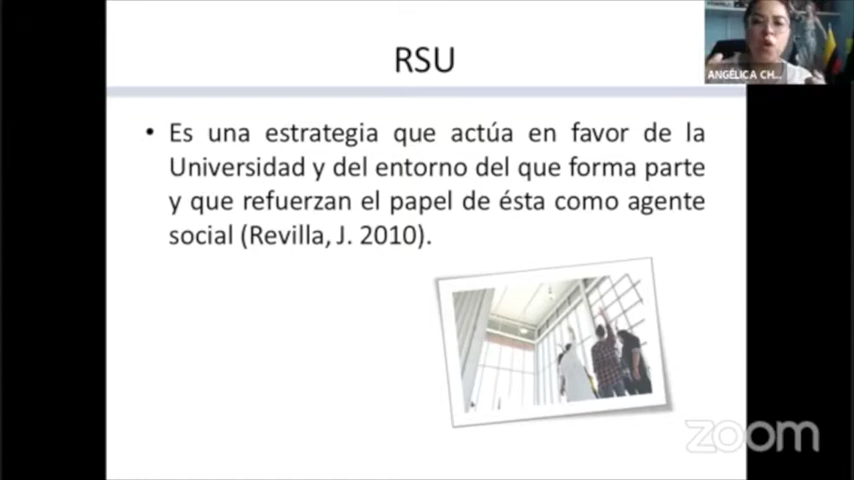 RSU
ANGÉLICA CH...
• Es una estrategia que actúa en favor de la
Universidad y del entorno del que forma parte
y que refuerzan el papel de ésta como agente
social (Revilla, J. 2010).
zoom